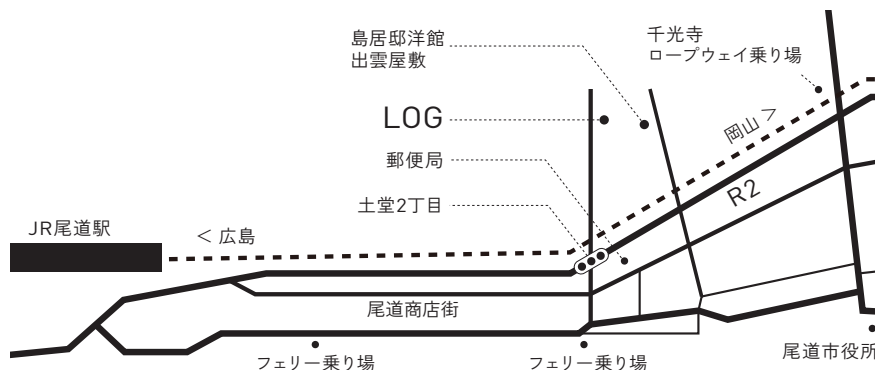 島居邸洋館
出雲屋敷
千光寺
ロープウェイ乗り場
LOG
岡山 >
郵便局
R2
土堂2丁目
JR尾道駅
< 広島
尾道商店街
フェリー乗り場
フェリー乗り場
尾道市役所